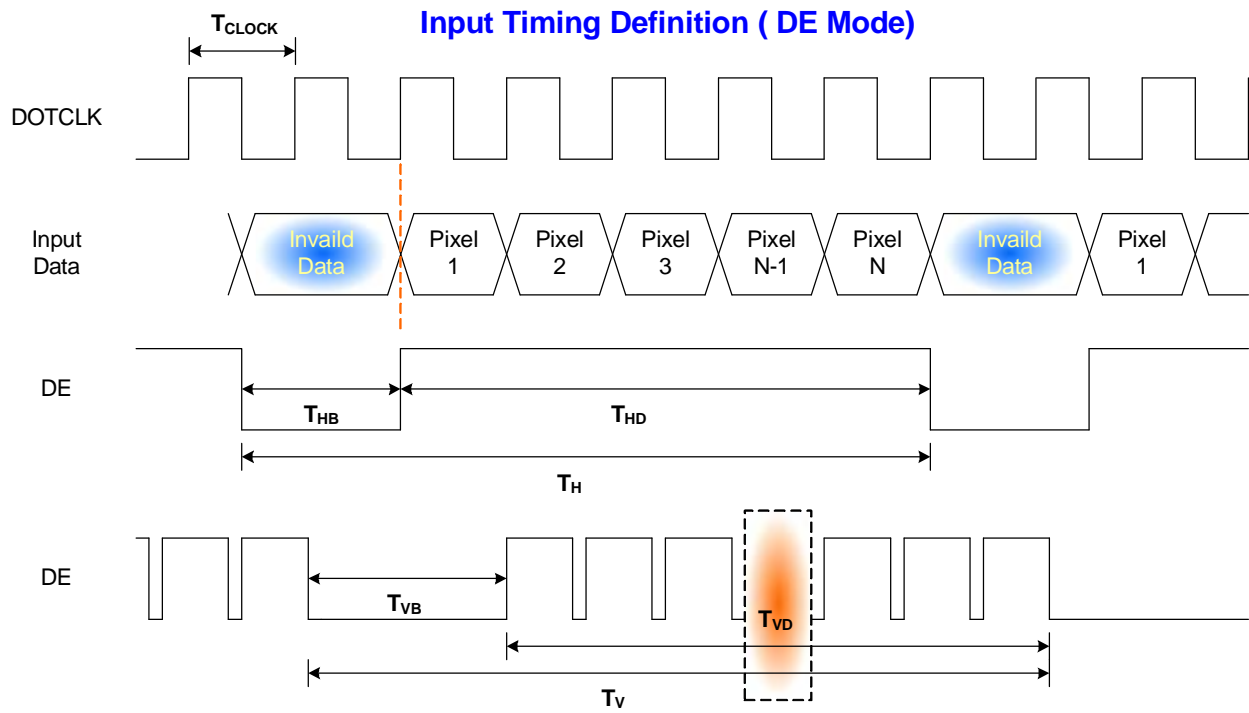 Input Timing Definition ( DE Mode)
TCLOCK
DOTCLK
Input
Data
Invaild
Data
Pixel
1
Pixel
2
Pixel
3
Pixel
N-1
Pixel
N
Invaild
Data
Pixel
1
DE
THB
THD
TH
DE
TVB
TVD
TV